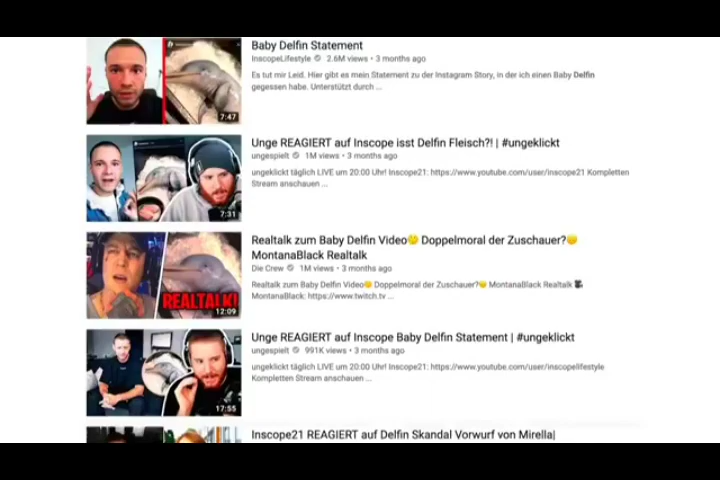 Baby Delfin Statement
InscopeLifestyle 2.6M views • 3 months ago
Es tut mir Leid. Hier gibt es mein Statement zu der Instagram Story, in der ich einen Baby Delfin
gegessen habe. Unterstützt durch ...
7:47
Unge REAGIERT auf Inscope isst Delfin Fleisch?! | #ungeklickt
ungespielt 1M views • 3 months ago
ungeklickt täglich LIVE um 20:00 Uhr! Inscope21: https://www.youtube.com/user/inscope21 Kompletten
Stream anschauen ...
7:31
Realtalk zum Baby Delfin Video🤔 Doppelmoral der Zuschauer?😑
MontanaBlack Realtalk
Die Crew 1M views • 3 months ago
Realtalk zum Baby Delfin Video🤔 Doppelmoral der Zuschauer?😑 MontanaBlack Realtalk 🎥
MontanaBlack: https://www.twitch.tv ...
REALTALK!
12:09
Unge REAGIERT auf Inscope Baby Delfin Statement | #ungeklickt
ungespielt 991K views • 3 months ago
ungeklickt täglich LIVE um 20:00 Uhr! Inscope21: https://www.youtube.com/user/inscopelifestyle
Kompletten Stream anschauen ...
17:55
Inscope21 REAGIERT auf Delfin Skandal Vorwurf von Mirella|